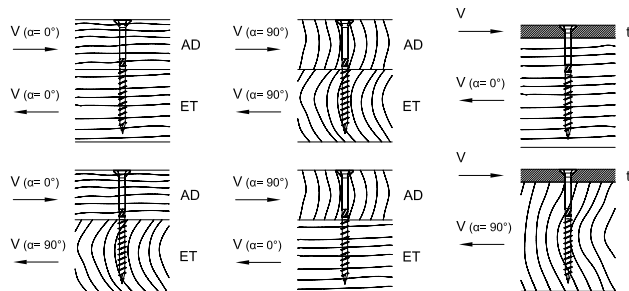 V (α= 0°) AD
V (α= 0°) ET
V (α= 90°) AD
V (α= 90°) ET
V t
V (α= 0°)
V (α= 0°) AD
V (α= 90°) ET
V (α= 90°) AD
V (α= 0°) ET
V t
V (α= 90°)